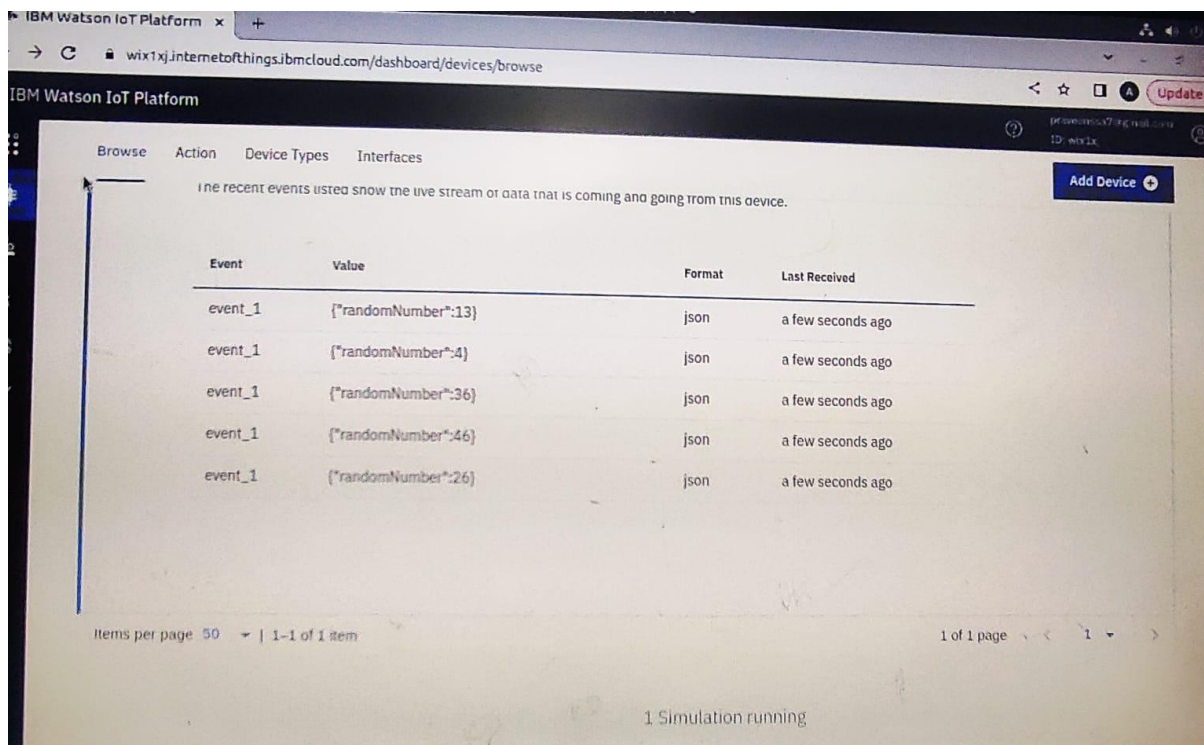 IBM Watson IoT Platform × +
wix1xj.internetofthings.ibmcloud.com/dashboard/devices/browse
A Update
IBM Watson IoT Platform
Browse Action Device Types Interfaces
Add Device
The recent events listed show the live stream of data that is coming and going from this device.
Event Value Format Last Received
event_1 {"randomNumber":13} json a few seconds ago
event_1 {"randomNumber":4} json a few seconds ago
event_1 {"randomNumber":36} json a few seconds ago
event_1 {"randomNumber":46} json a few seconds ago
event_1 {"randomNumber":26} json a few seconds ago
Items per page 50 | 1–1 of 1 item 1 of 1 page < 1 >
1 Simulation running